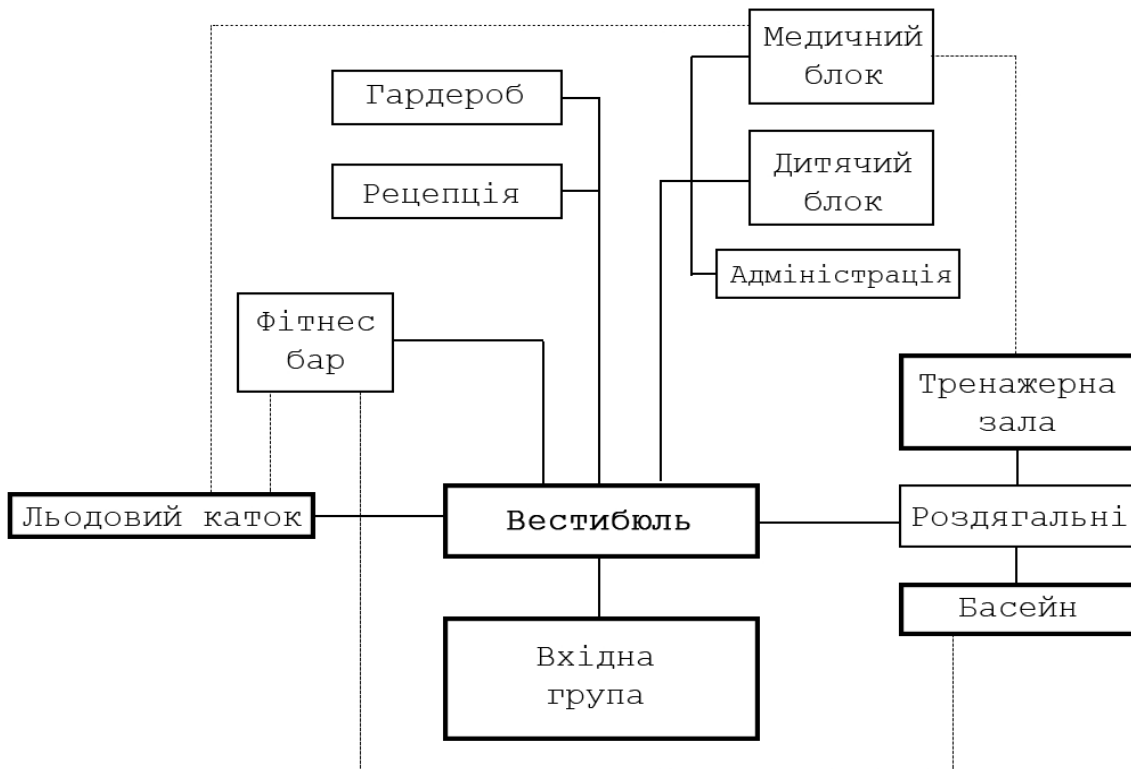 Медичний
блок
Гардероб
Дитячий
блок
Рецепція
Адміністрація
Фітнес
бар
Тренажерна
зала
Льодовий каток
Вестибюль
Роздягальні
Басейн
Вхідна
група